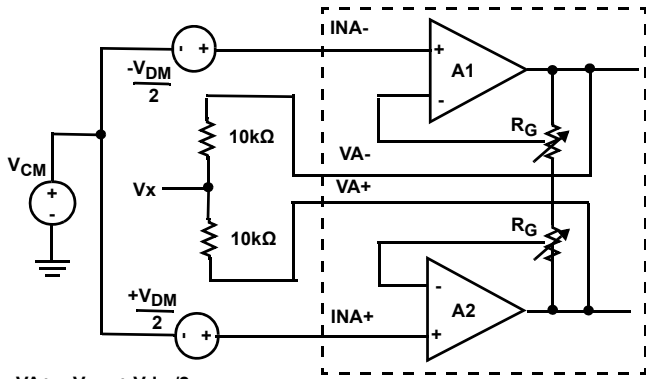 INA-
-VDM
2
A1
10kΩ
RG
VA-
VCM
Vx
VA+
10kΩ
RG
+VDM
2
INA+
A2